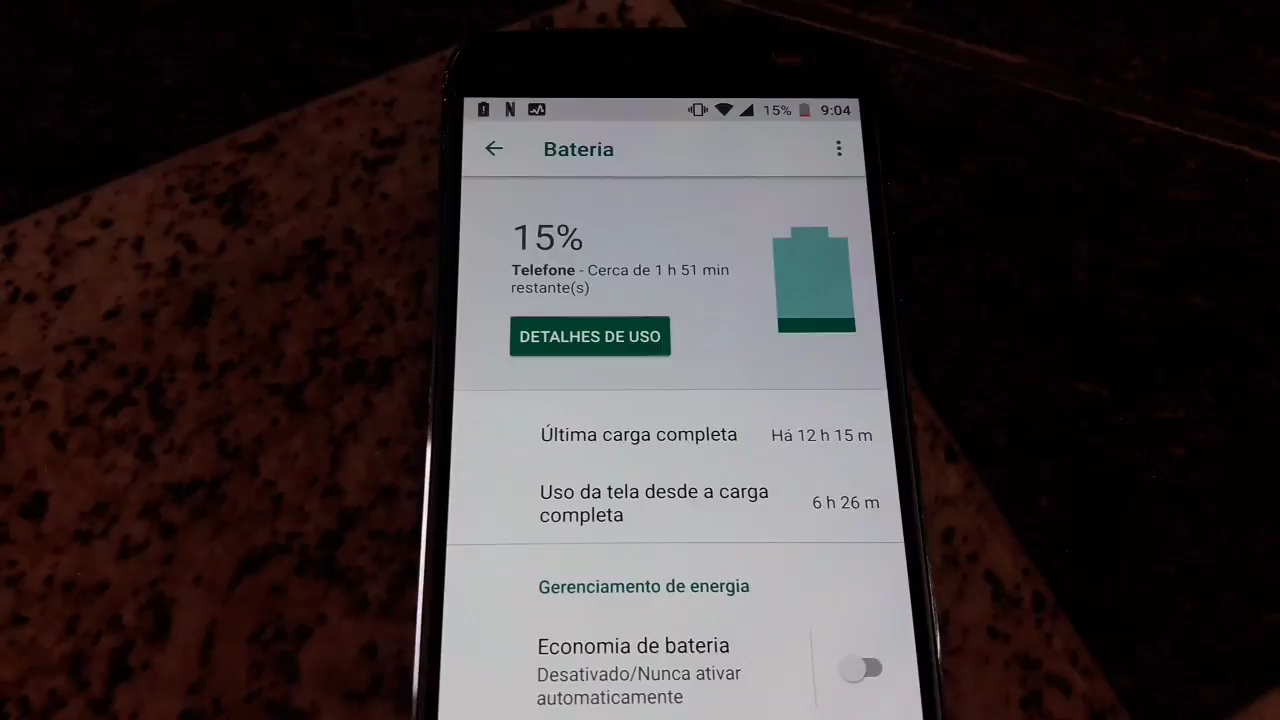 15% 9:04
Bateria
15%
Telefone - Cerca de 1 h 51 min
restante(s)
DETALHES DE USO
Última carga completa Há 12 h 15 m
Uso da tela desde a carga
completa 6 h 26 m
Gerenciamento de energia
Economia de bateria
Desativado/Nunca ativar
automaticamente